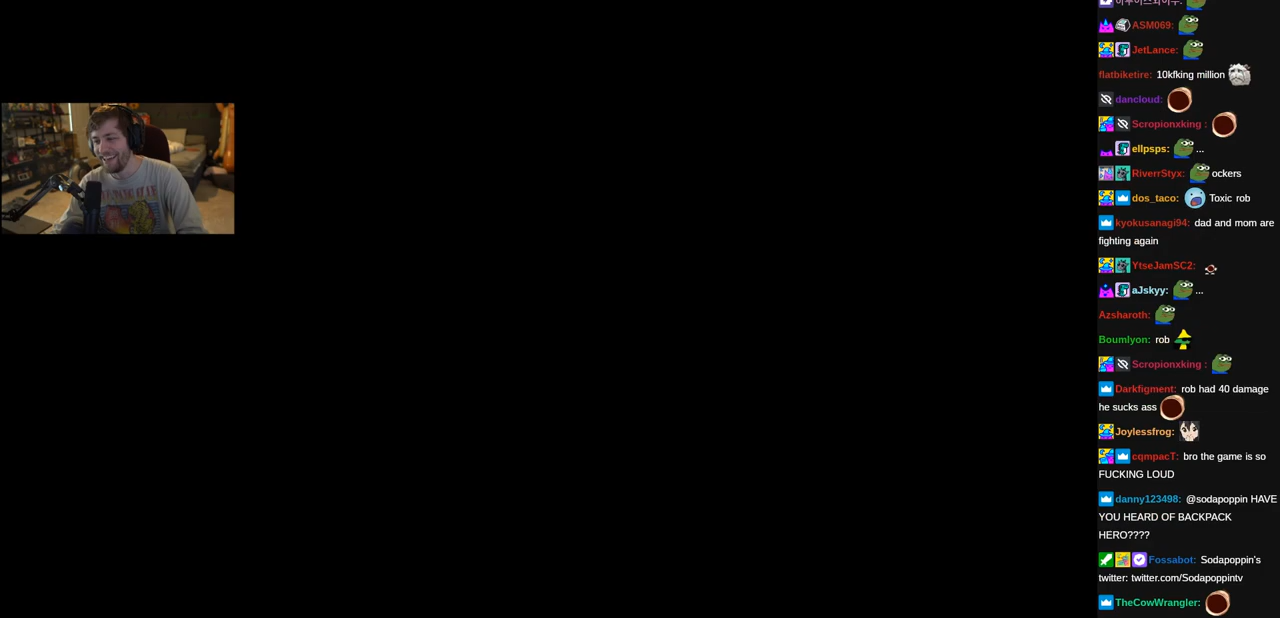 ASM069:
JetLance:
flatbiketire: 10kfking million
dancloud:
Scropionxking :
ellpsps: ...
RiverrStyx: ockers
dos_taco: Toxic rob
kyokusanagi94: dad and mom are
fighting again
YtseJamSC2:
aJskyy: ...
Azsharoth:
Boumlyon: rob
Scropionxking :
Darkfigment: rob had 40 damage
he sucks ass
Joylessfrog:
cqmpacT: bro the game is so
FUCKING LOUD
danny123498: @sodapoppin HAVE
YOU HEARD OF BACKPACK
HERO????
Fossabot: Sodapoppin's
twitter: twitter.com/Sodapoppintv
TheCowWrangler: